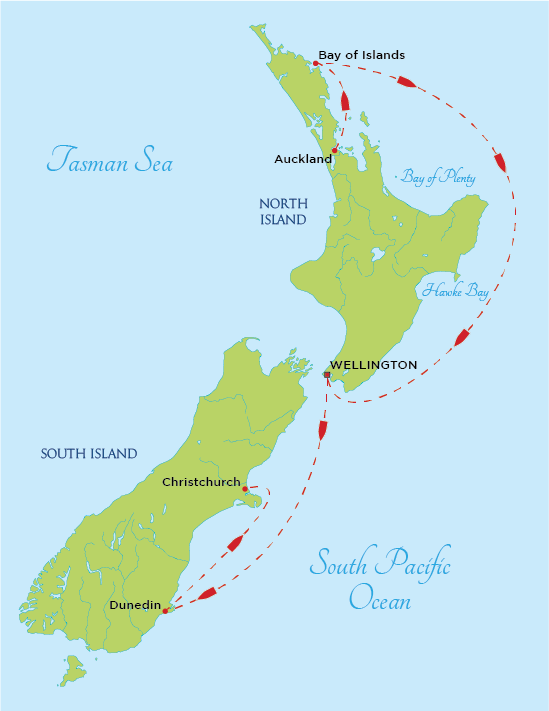 Bay of Islands
Tasman Sea
Auckland
Bay of Plenty
NORTH
ISLAND
Hawke Bay
WELLINGTON
SOUTH ISLAND
Christchurch
South Pacific
Ocean
Dunedin